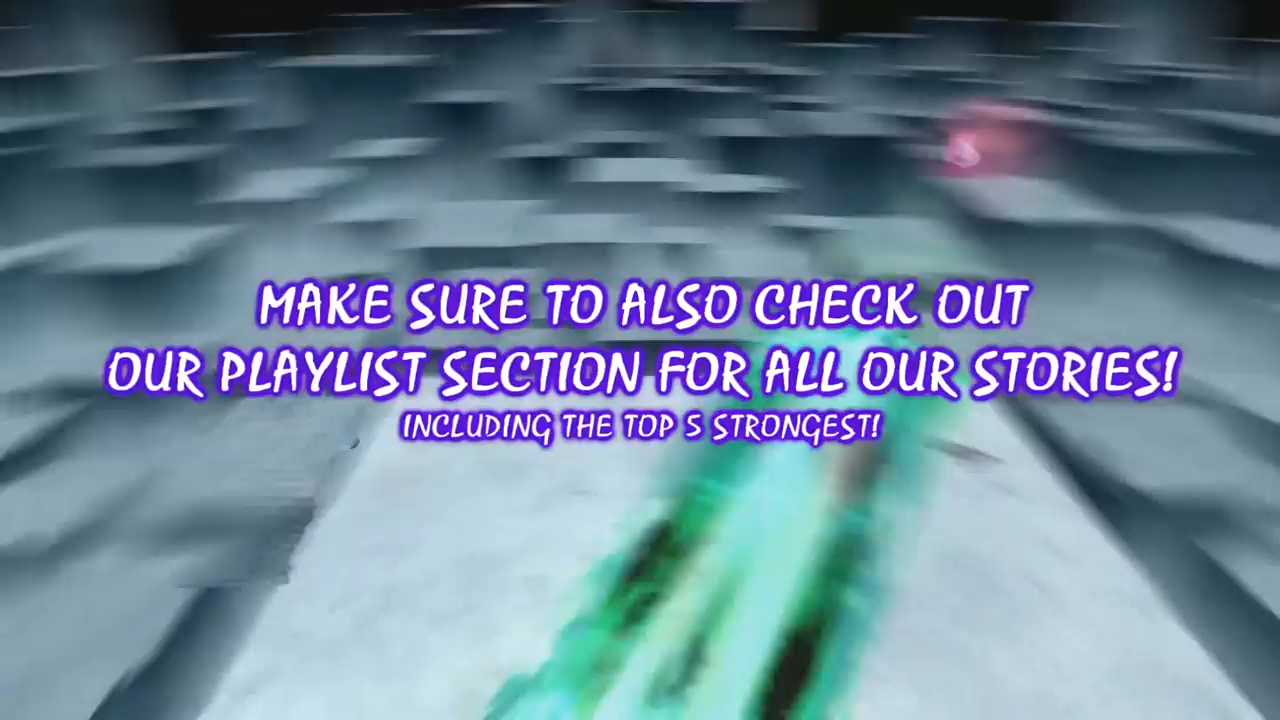 MAKE SURE TO ALSO CHECK OUT
OUR PLAYLIST SECTION FOR ALL OUR STORIES!
INCLUDING THE TOP 5 STRONGEST!